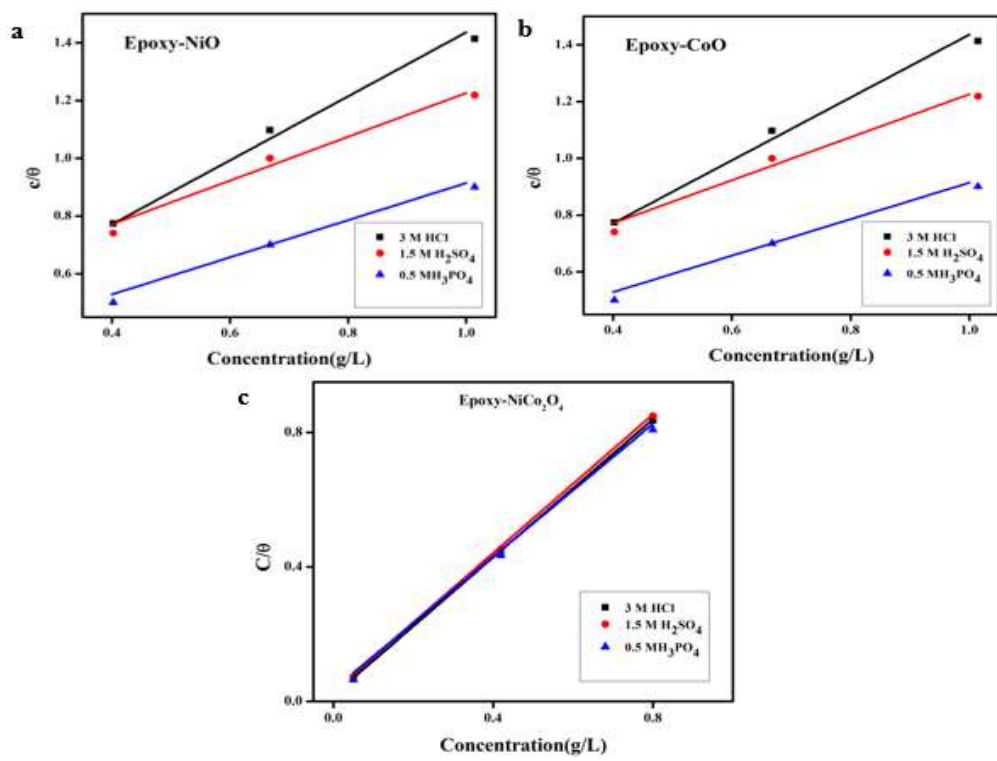 a
Epoxy-NiO
1.4
1.2
1.0
0.8
0.6
c/θ
3 M HCl
1.5 M H₂SO₄
0.5 MH₃PO₄
0.4
0.6
0.8
1.0
Concentration(g/L)
b
Epoxy-CoO
1.4
1.2
1.0
0.8
0.6
c/θ
3 M HCl
1.5 M H₂SO₄
0.5 MH₃PO₄
0.4
0.6
0.8
1.0
Concentration(g/L)
c
Epoxy-NiCo₂O₄
0.8
0.4
0.0
C/θ
3 M HCl
1.5 M H₂SO₄
0.5 MH₃PO₄
0.0
0.4
0.8
Concentration(g/L)